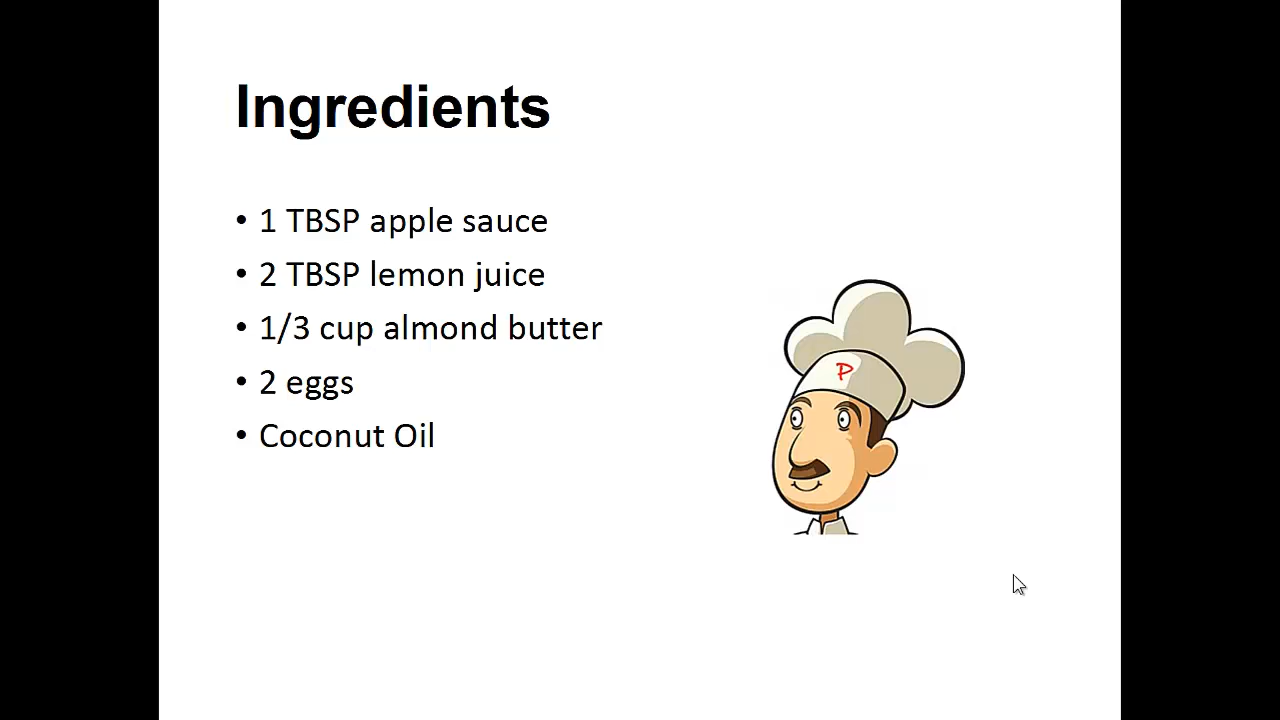 Ingredients
• 1 TBSP apple sauce
• 2 TBSP lemon juice
• 1/3 cup almond butter
• 2 eggs
• Coconut Oil
P